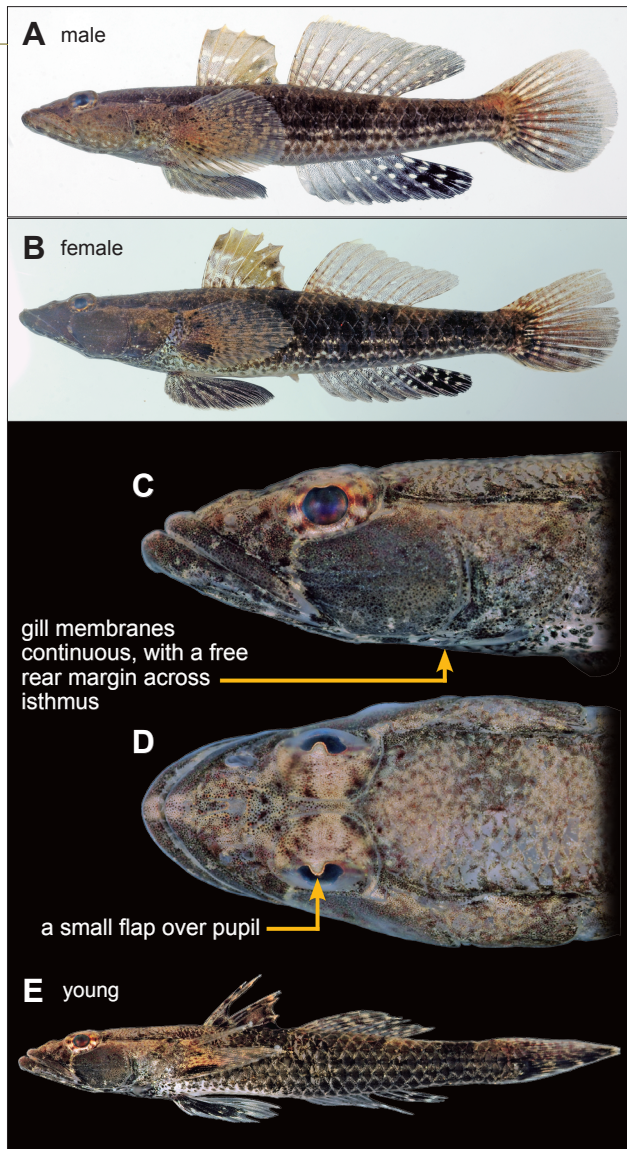 A male
B female
C
gill membranes
continuous, with a free
rear margin across
isthmus
D
a small flap over pupil
E young